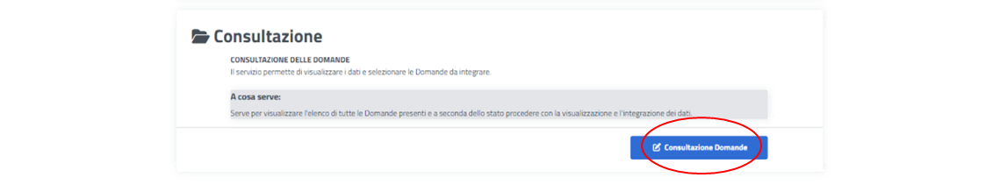 Consultazione
CONSULTAZIONE DELLE DOMANDE
Il servizio permette di visualizzare i dati e selezionare le Domande da integrare.
A cosa serve:
Serve per visualizzare l'elenco di tutte le Domande presenti e a seconda dello stato procedere con la visualizzazione e l'integrazione dei dati.
Consultazione Domande